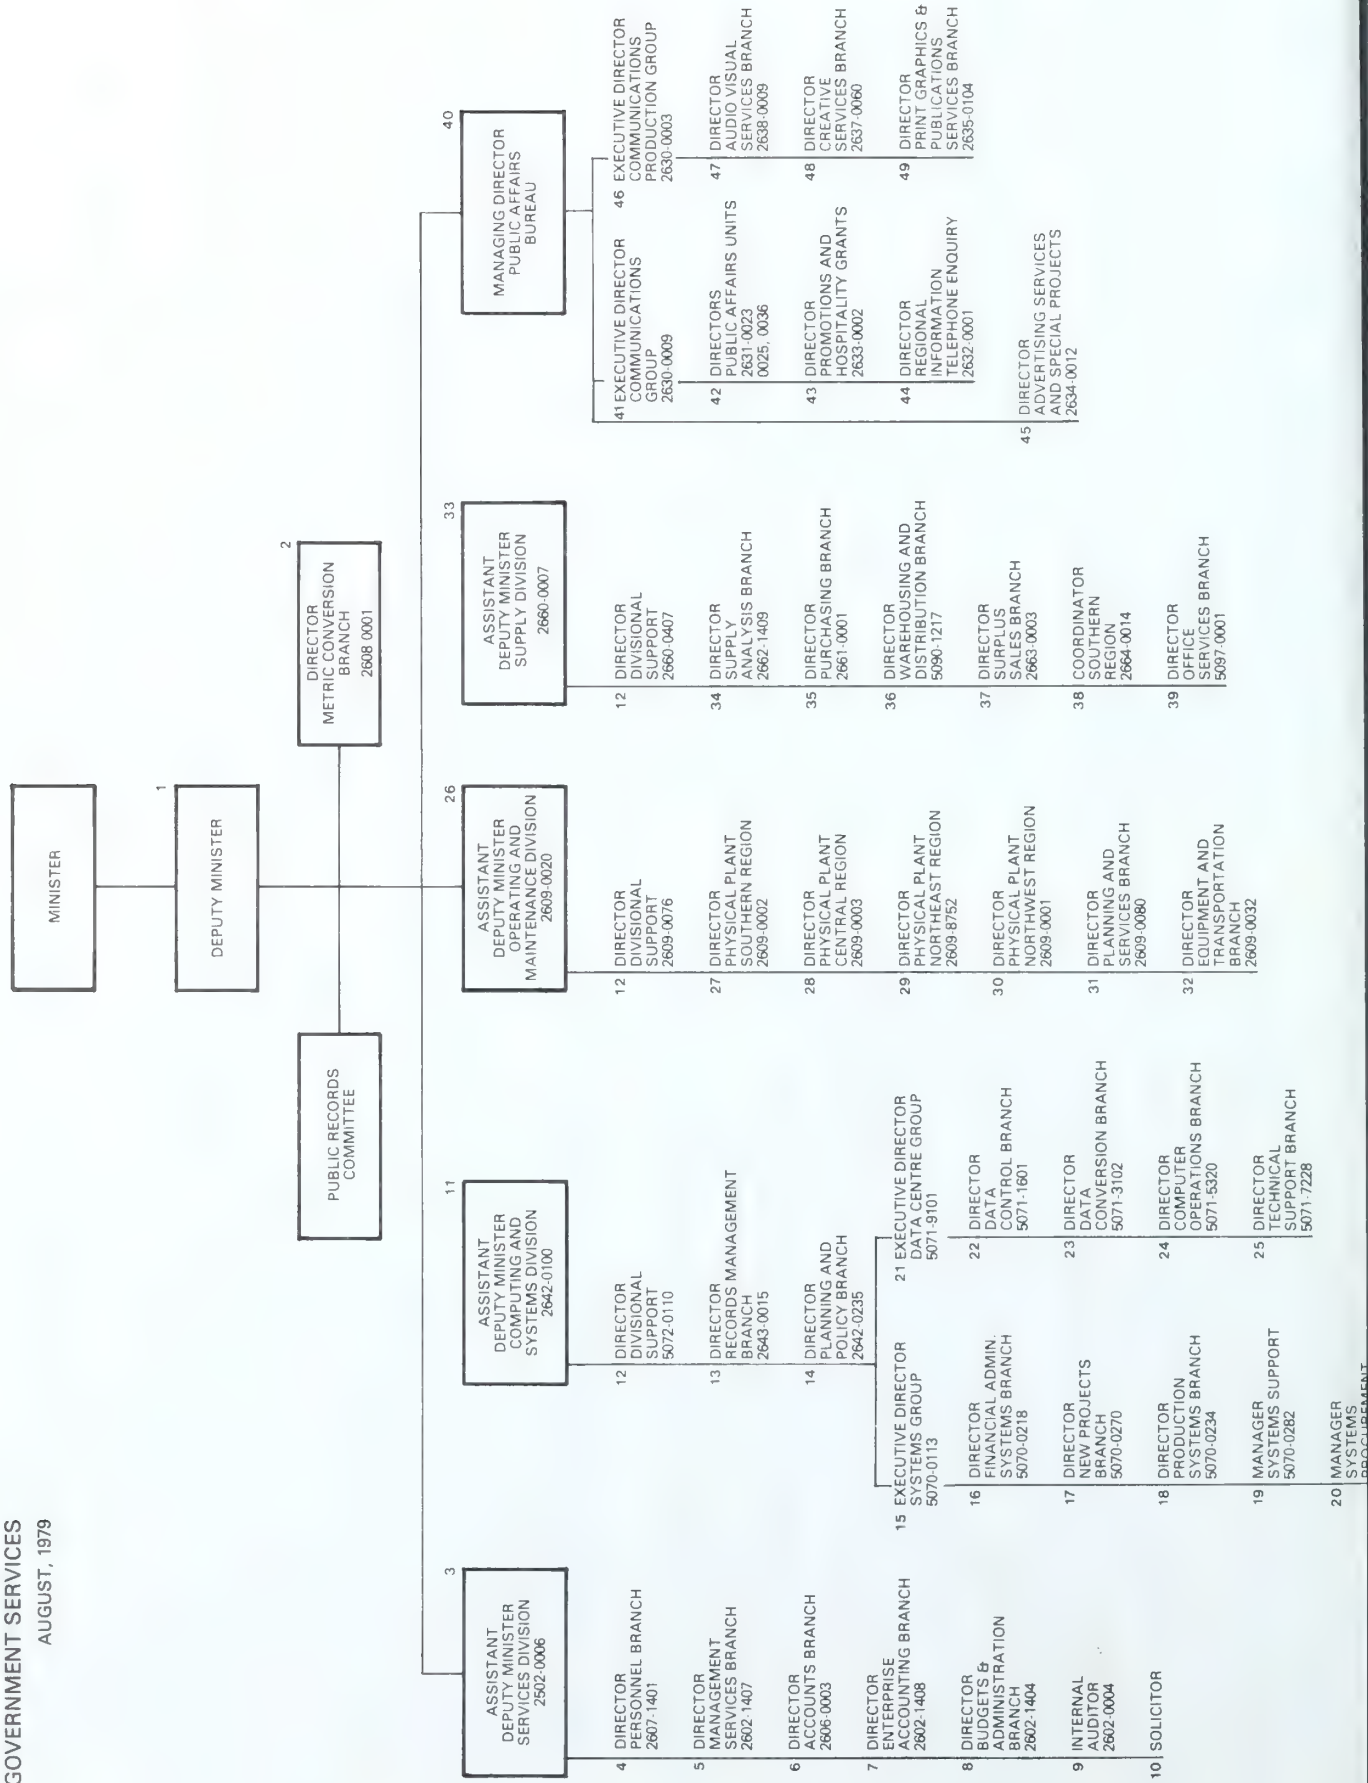 GOVERNMENT SERVICES
AUGUST, 1979
MINISTER
1
DEPUTY MINISTER
PUBLIC RECORDS
COMMITTEE
2
DIRECTOR
METRIC CONVERSION
BRANCH
2608 0001
3
ASSISTANT
DEPUTY MINISTER
SERVICES DIVISION
2502-0006
4 DIRECTOR
PERSONNEL BRANCH
2607-1401
5 DIRECTOR
MANAGEMENT
SERVICES BRANCH
2602-1407
6 DIRECTOR
ACCOUNTS BRANCH
2606-0003
7 DIRECTOR
ENTERPRISE
ACCOUNTING BRANCH
2602-1408
8 DIRECTOR
BUDGETS &
ADMINISTRATION
BRANCH
2602-1404
9 INTERNAL
AUDITOR
2602-0004
10 SOLICITOR
11
ASSISTANT
DEPUTY MINISTER
COMPUTING AND
SYSTEMS DIVISION
2642-0100
12 DIRECTOR
DIVISIONAL
SUPPORT
5072-0110
13 DIRECTOR
RECORDS MANAGEMENT
BRANCH
2643-0015
14 DIRECTOR
PLANNING AND
POLICY BRANCH
2642-0235
15 EXECUTIVE DIRECTOR
SYSTEMS GROUP
5070-0113
16 DIRECTOR
FINANCIAL ADMIN.
SYSTEMS BRANCH
5070-0218
17 DIRECTOR
NEW PROJECTS
BRANCH
5070-0270
18 DIRECTOR
PRODUCTION
SYSTEMS BRANCH
5070-0234
19 MANAGER
SYSTEMS SUPPORT
5070-0282
20 MANAGER
SYSTEMS
PROCUREMENT
21 EXECUTIVE DIRECTOR
DATA CENTRE GROUP
5071-9101
22 DIRECTOR
DATA
CONTROL BRANCH
5071-1601
23 DIRECTOR
DATA
CONVERSION BRANCH
5071-3102
24 DIRECTOR
COMPUTER
OPERATIONS BRANCH
5071-5320
25 DIRECTOR
TECHNICAL
SUPPORT BRANCH
5071-7228
26
ASSISTANT
DEPUTY MINISTER
OPERATING AND
MAINTENANCE DIVISION
2609-0020
12 DIRECTOR
DIVISIONAL
SUPPORT
2609-0076
27 DIRECTOR
PHYSICAL PLANT
SOUTHERN REGION
2609-0002
28 DIRECTOR
PHYSICAL PLANT
CENTRAL REGION
2609-0003
29 DIRECTOR
PHYSICAL PLANT
NORTHEAST REGION
2609-8752
30 DIRECTOR
PHYSICAL PLANT
NORTHWEST REGION
2609-0001
31 DIRECTOR
PLANNING AND
SERVICES BRANCH
2609-0080
32 DIRECTOR
EQUIPMENT AND
TRANSPORTATION
BRANCH
2609-0032
33
ASSISTANT
DEPUTY MINISTER
SUPPLY DIVISION
2660-0007
12 DIRECTOR
DIVISIONAL
SUPPORT
2660-0407
34 DIRECTOR
SUPPLY
ANALYSIS BRANCH
2662-1409
35 DIRECTOR
PURCHASING BRANCH
2661-0001
36 DIRECTOR
WAREHOUSING AND
DISTRIBUTION BRANCH
5090-1217
37 DIRECTOR
SURPLUS
SALES BRANCH
2663-0003
38 COORDINATOR
SOUTHERN
REGION
2664-0014
39 DIRECTOR
OFFICE
SERVICES BRANCH
5097-0001
40
MANAGING DIRECTOR
PUBLIC AFFAIRS
BUREAU
41 EXECUTIVE DIRECTOR
COMMUNICATIONS
GROUP
2630-0009
42 DIRECTORS
PUBLIC AFFAIRS UNITS
2631-0023
0025, 0036
43 DIRECTOR
PROMOTIONS AND
HOSPITALITY GRANTS
2633-0002
44 DIRECTOR
REGIONAL
INFORMATION
TELEPHONE ENQUIRY
2632-0001
45 DIRECTOR
ADVERTISING SERVICES
AND SPECIAL PROJECTS
2634-0012
46 EXECUTIVE DIRECTOR
COMMUNICATIONS
PRODUCTION GROUP
2630-0003
47 DIRECTOR
AUDIO VISUAL
SERVICES BRANCH
2638-0009
48 DIRECTOR
CREATIVE
SERVICES BRANCH
2637-0060
49 DIRECTOR
PRINT GRAPHICS &
PUBLICATIONS
SERVICES BRANCH
2635-0104